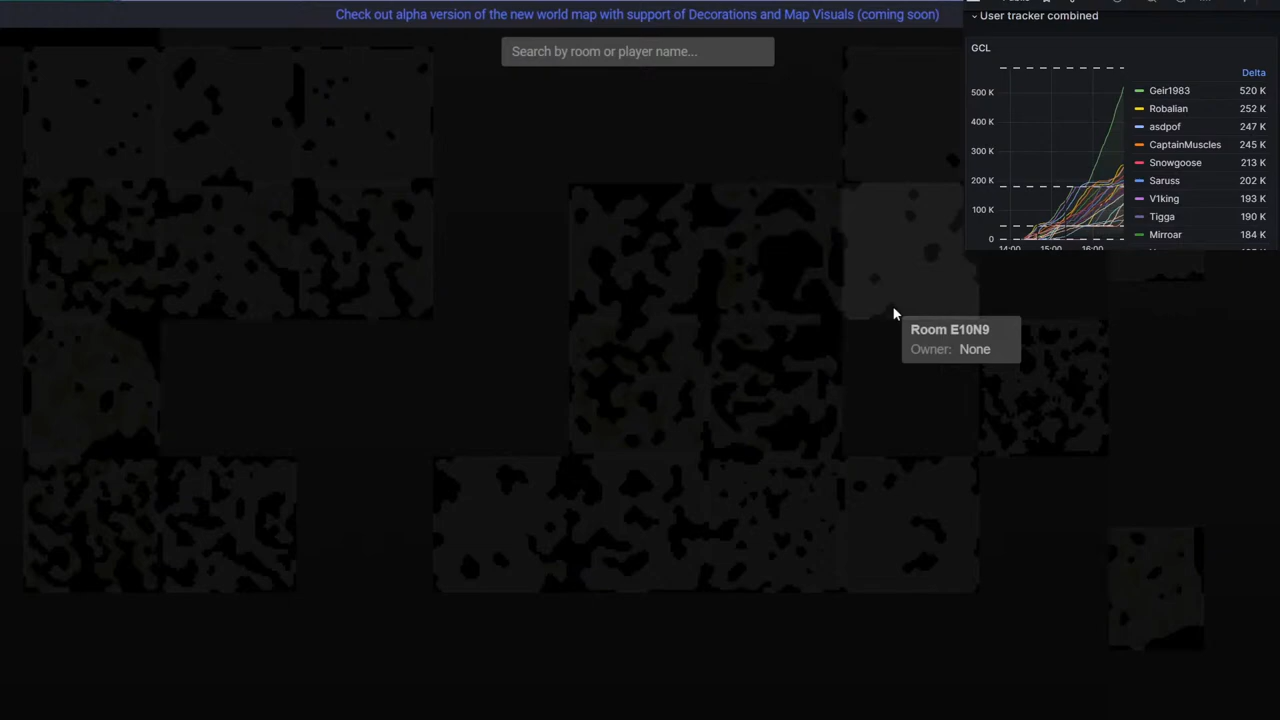 Check out alpha version of the new world map with support of Decorations and Map Visuals (coming soon)
Search by room or player name...
User tracker combined
GCL
Delta
500 K
400 K
300 K
200 K
100 K
0
14:00 15:00 16:00
Geir1983 520 K
Robalian 252 K
asdpof 247 K
CaptainMuscles 245 K
Snowgoose 213 K
Saruss 202 K
V1king 193 K
Tigga 190 K
Mirroar 184 K
Room E10N9
Owner: None